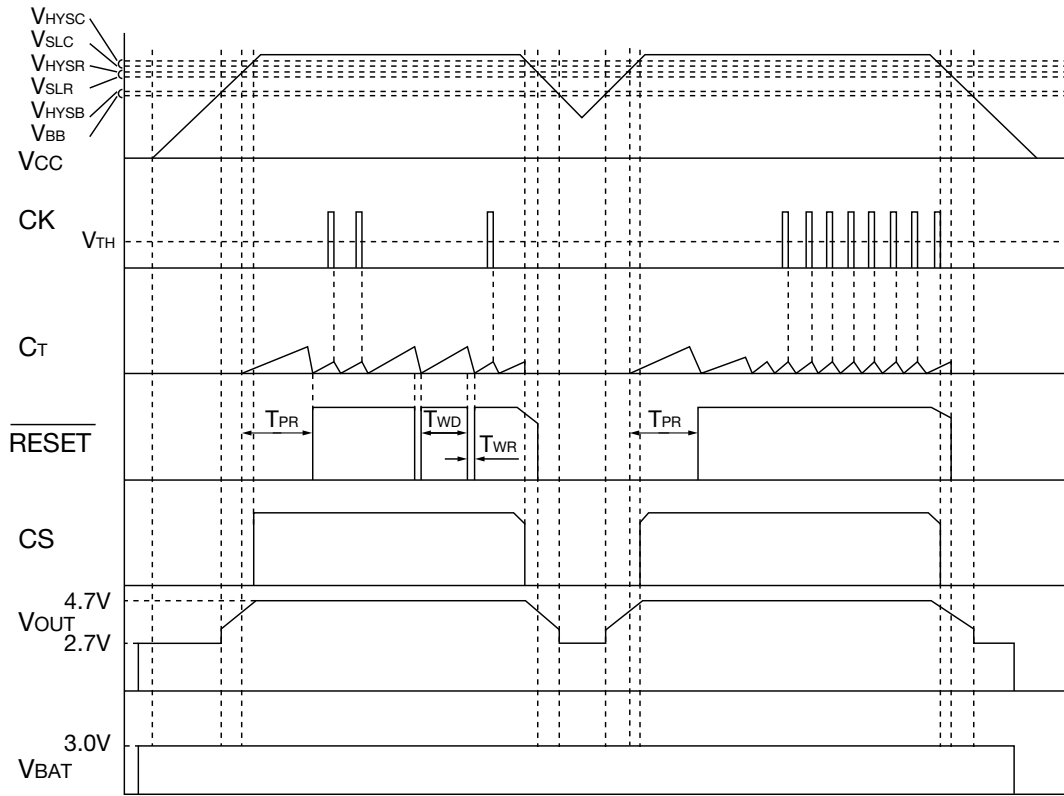 VHYSC
VSLC
VHYSR
VSLR
VHYSB
VBB
VCC
CK
VTH
CT
RESET
TPR
TWD
TWR
TPR
CS
4.7V
VOUT
2.7V
3.0V
VBAT